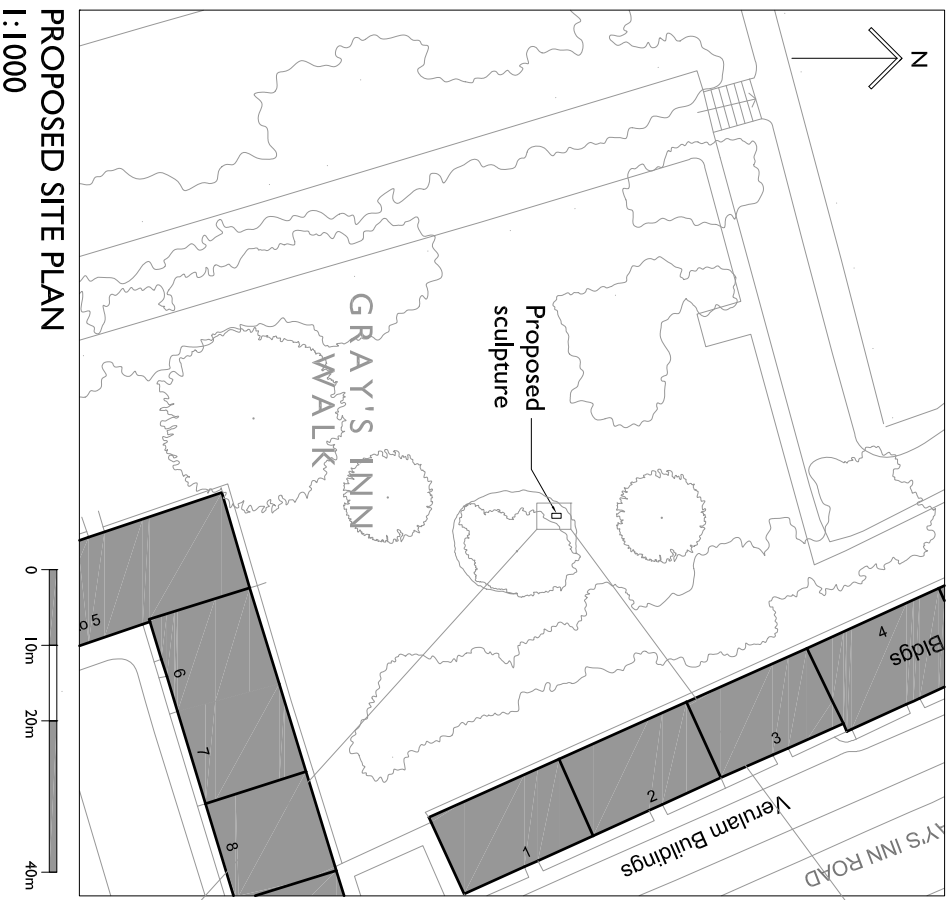 PROPOSED SITE PLAN
1:1000
N
Proposed
sculpture
GRAY'S INN
WALK
o 5
6
7
8
1
2
3
4
Bldgs
Verulam Buildings
AY'S INN ROAD
0
10m
20m
40m